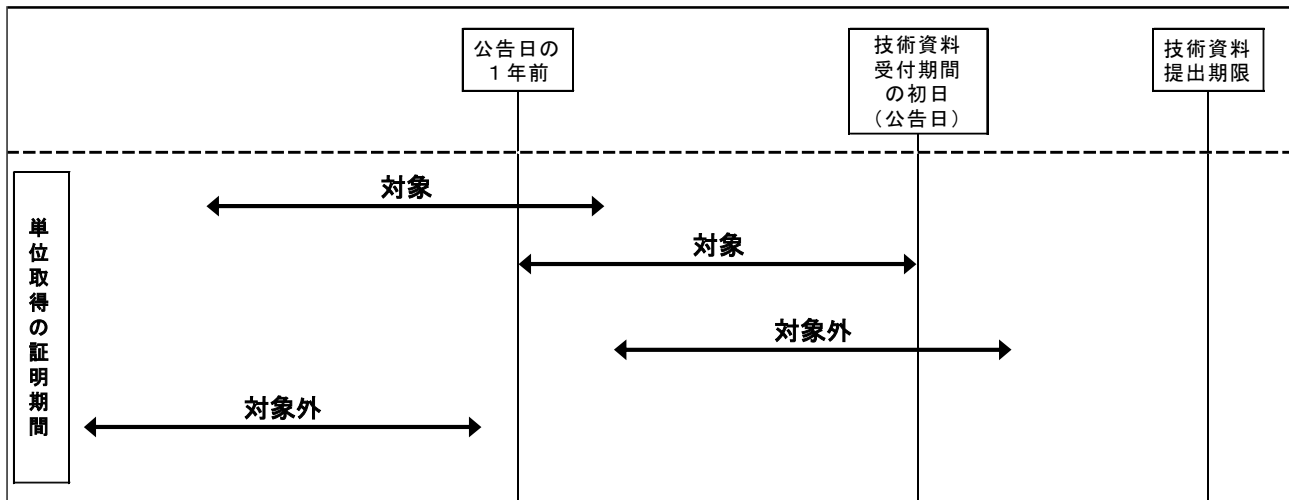 公告日の
１年前
技術資料
受付期間
の初日
（公告日）
技術資料
提出期限
単位取得の証明期間
対象
対象
対象外
対象外